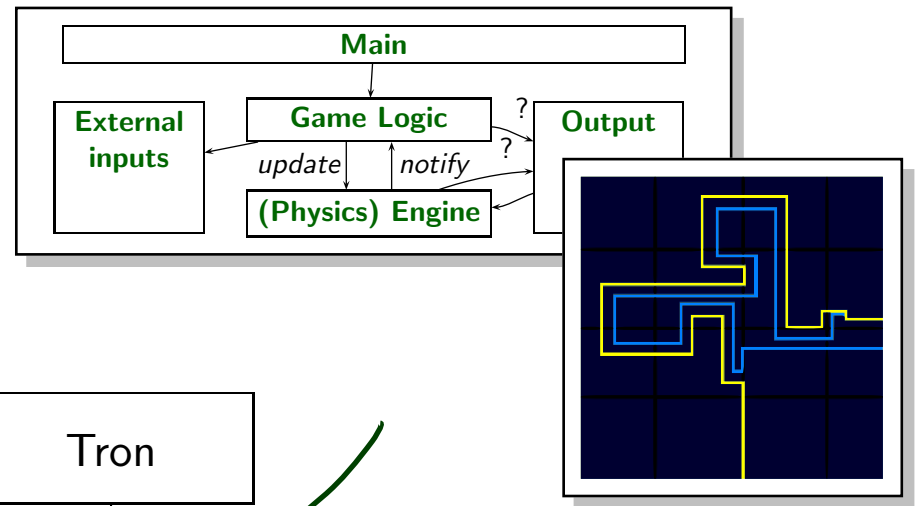 Main
External
inputs
Game Logic
?
Output
update
notify
?
(Physics) Engine
Tron